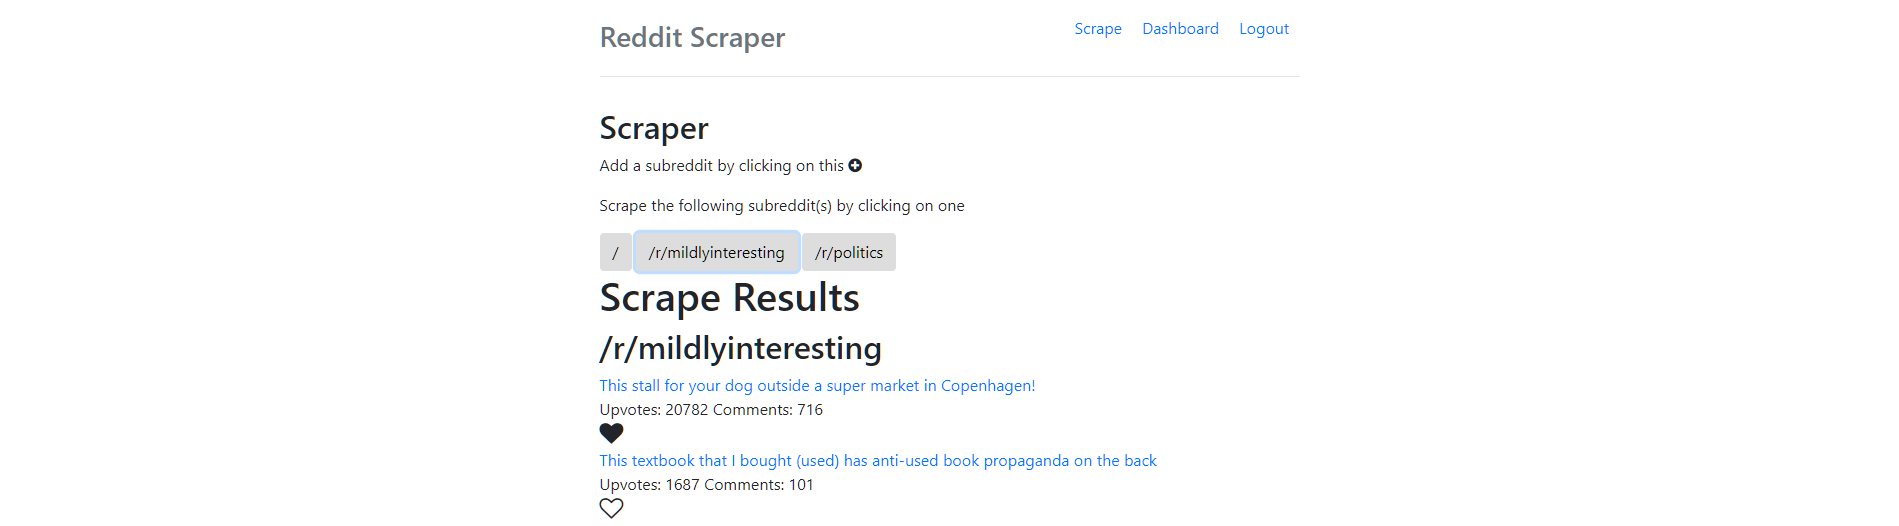 Reddit Scraper
Scrape Dashboard Logout
Scraper
Add a subreddit by clicking on this
Scrape the following subreddit(s) by clicking on one
/ /r/mildlyinteresting /r/politics
Scrape Results
/r/mildlyinteresting
This stall for your dog outside a super market in Copenhagen!
Upvotes: 20782 Comments: 716
This textbook that I bought (used) has anti-used book propaganda on the back
Upvotes: 1687 Comments: 101